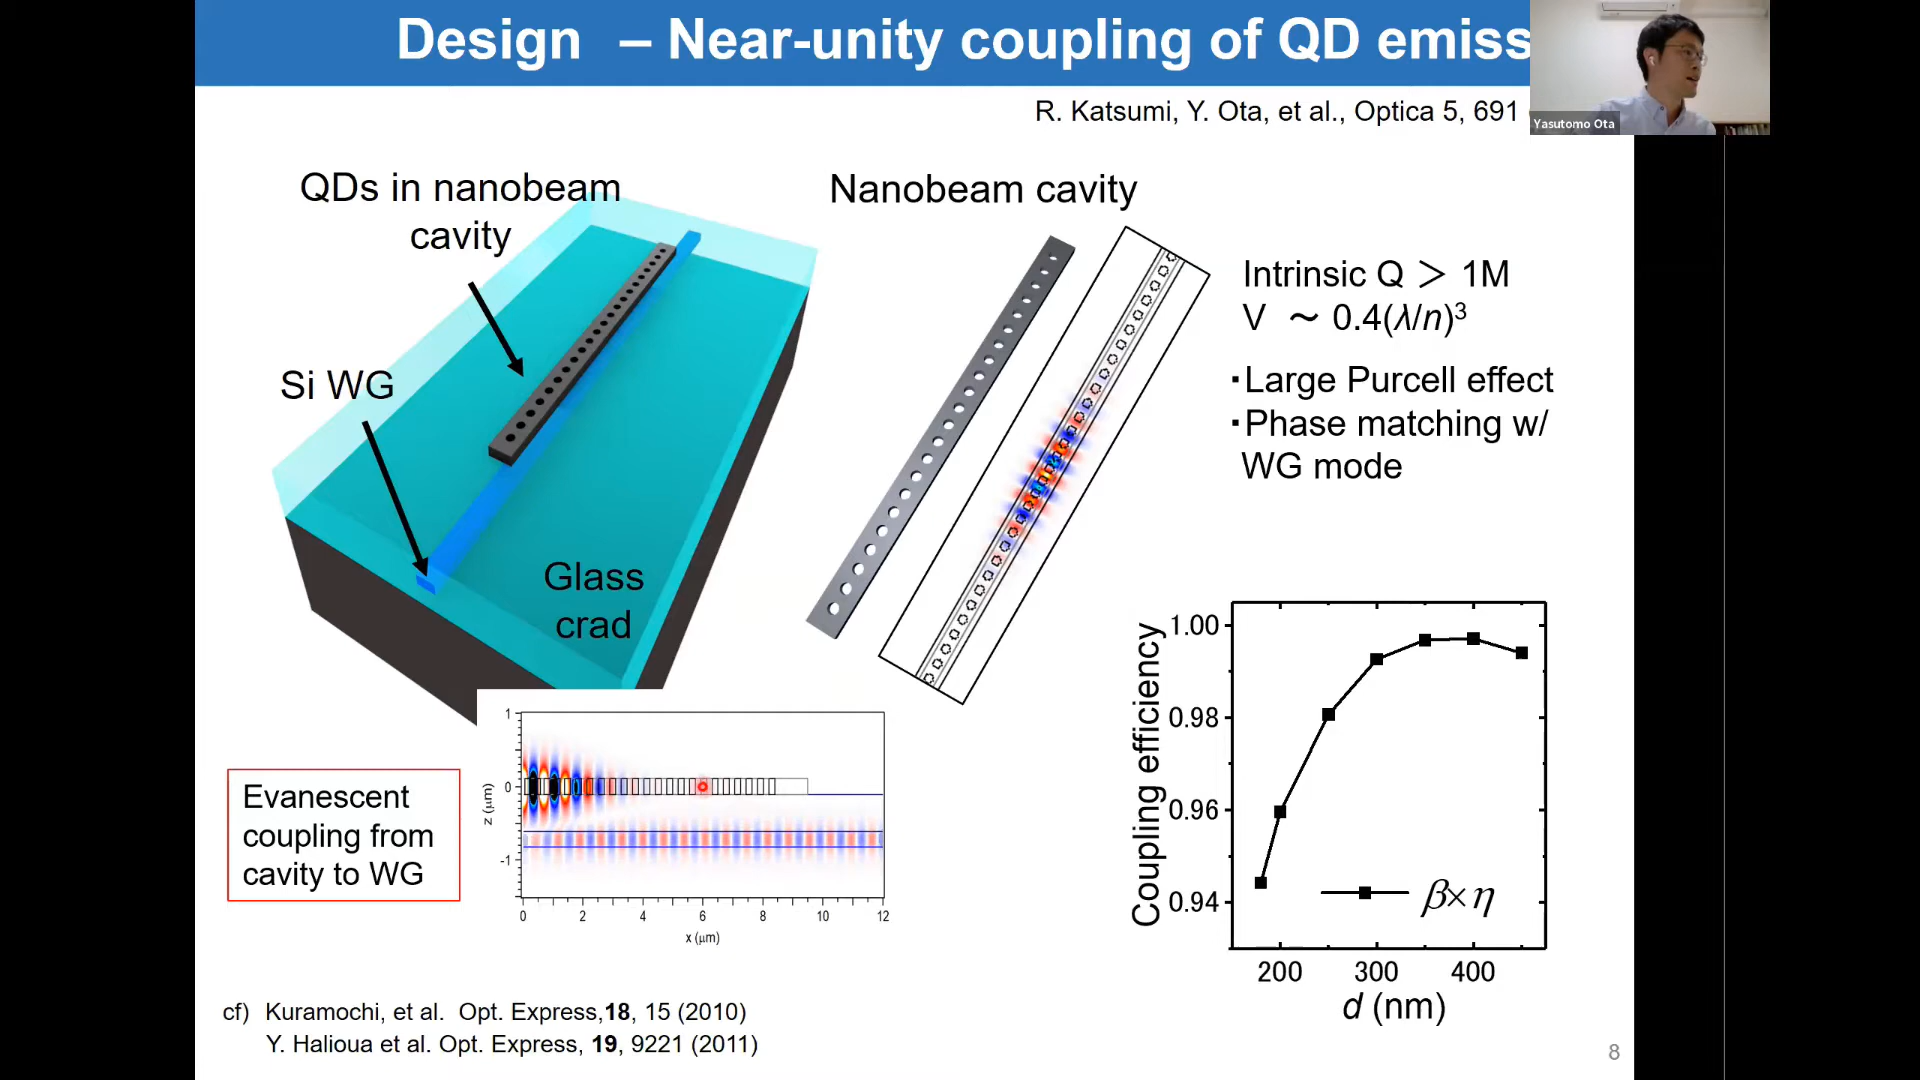 Design – Near-unity coupling of QD emiss
R. Katsumi, Y. Ota, et al., Optica 5, 691
Yasutomo Ota
QDs in nanobeam
cavity
Si WG
Glass
crad
Nanobeam cavity
Intrinsic Q ＞ 1M
V ～ 0.4(λ/n)³
・Large Purcell effect
・Phase matching w/
WG mode
Evanescent
coupling from
cavity to WG
1
0
-1
z (μm)
0 2 4 6 8 10 12
x (μm)
Coupling efficiency
1.00
0.98
0.96
0.94
β×η
200 300 400
d (nm)
cf) Kuramochi, et al. Opt. Express,18, 15 (2010)
Y. Halioua et al. Opt. Express, 19, 9221 (2011)
8